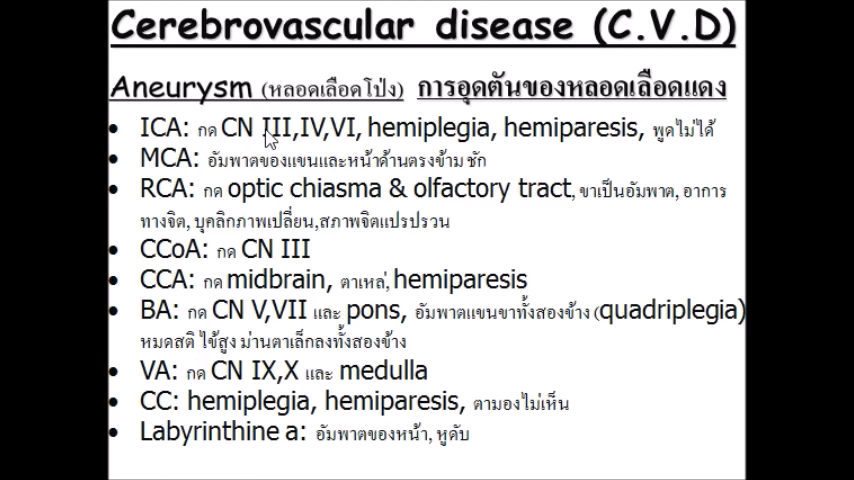 Cerebrovascular disease (C.V.D)
Aneurysm (หลอดเลือดโป่ง) การอุดตันของหลอดเลือดแดง
• ICA: กด CN III,IV,VI, hemiplegia, hemiparesis, พูดไม่ได้
• MCA: อัมพาตของแขนและหน้าด้านตรงข้าม ชัก
• RCA: กด optic chiasma & olfactory tract, ขาเป็นอัมพาต, อาการ
ทางจิต, บุคลิกภาพเปลี่ยน,สภาพจิตแปรปรวน
• CCoA: กด CN III
• CCA: กด midbrain, ตาเหล่, hemiparesis
• BA: กด CN V,VII และ pons, อัมพาตแขนขาทั้งสองข้าง (quadriplegia)
หมดสติ ไข้สูง ม่านตาเล็กลงทั้งสองข้าง
• VA: กด CN IX,X และ medulla
• CC: hemiplegia, hemiparesis, ตามองไม่เห็น
• Labyrinthine a: อัมพาตของหน้า, หูดับ